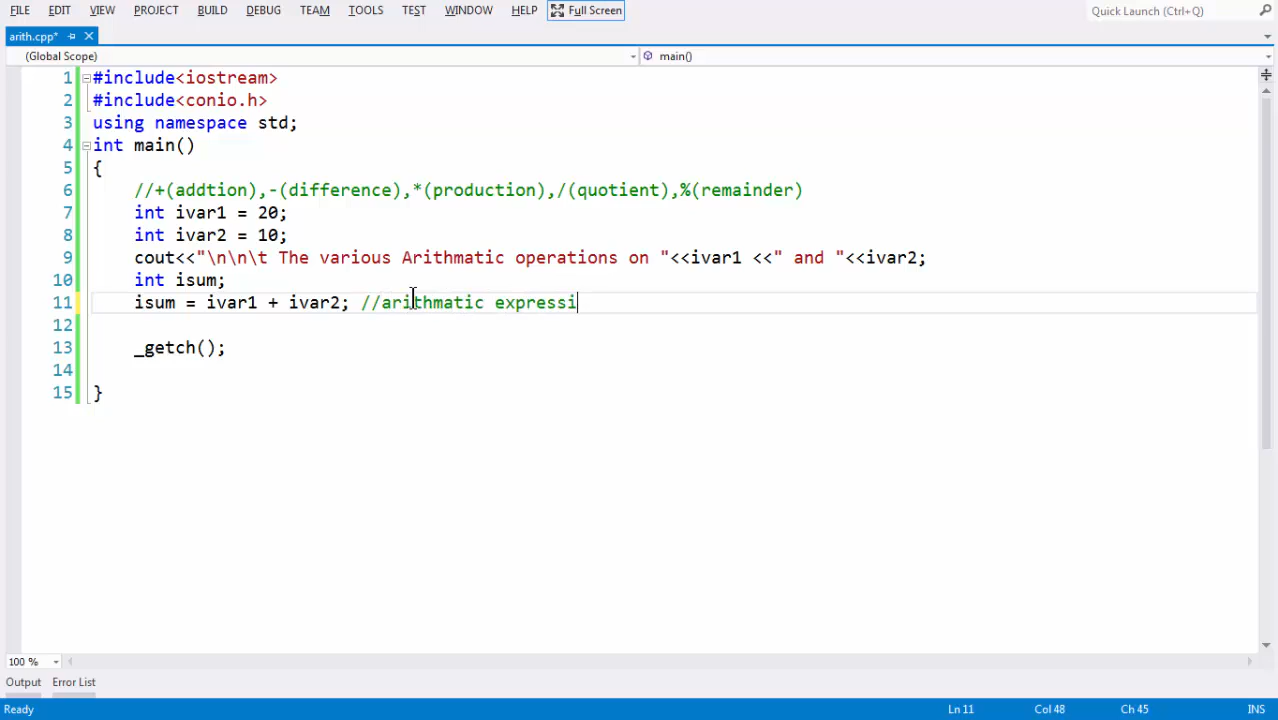 FILE EDIT VIEW PROJECT BUILD DEBUG TEAM TOOLS TEST WINDOW HELP Full Screen Quick Launch (Ctrl+Q)
arith.cpp*
(Global Scope) main()
1 #include<iostream>
2 #include<conio.h>
3 using namespace std;
4 int main()
5 {
6 //+(addtion),-(difference),*(production),/(quotient),%(remainder)
7 int ivar1 = 20;
8 int ivar2 = 10;
9 cout<<"\n\n\t The various Arithmatic operations on "<<ivar1 <<" and "<<ivar2;
10 int isum;
11 isum = ivar1 + ivar2; //arithmatic expressi
12
13 _getch();
14
15 }
100 %
Output Error List
Ready Ln 11 Col 48 Ch 45 INS